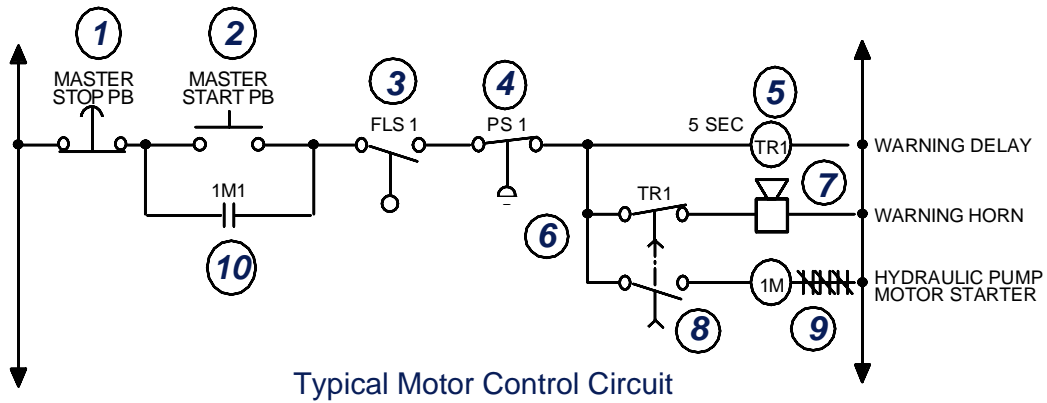 1
2
MASTER
STOP PB
MASTER
START PB
3
4
5
FLS 1
PS 1
5 SEC
TR1
WARNING DELAY
1M1
TR1
7
WARNING HORN
6
10
1M
HYDRAULIC PUMP
MOTOR STARTER
8
9
Typical Motor Control Circuit